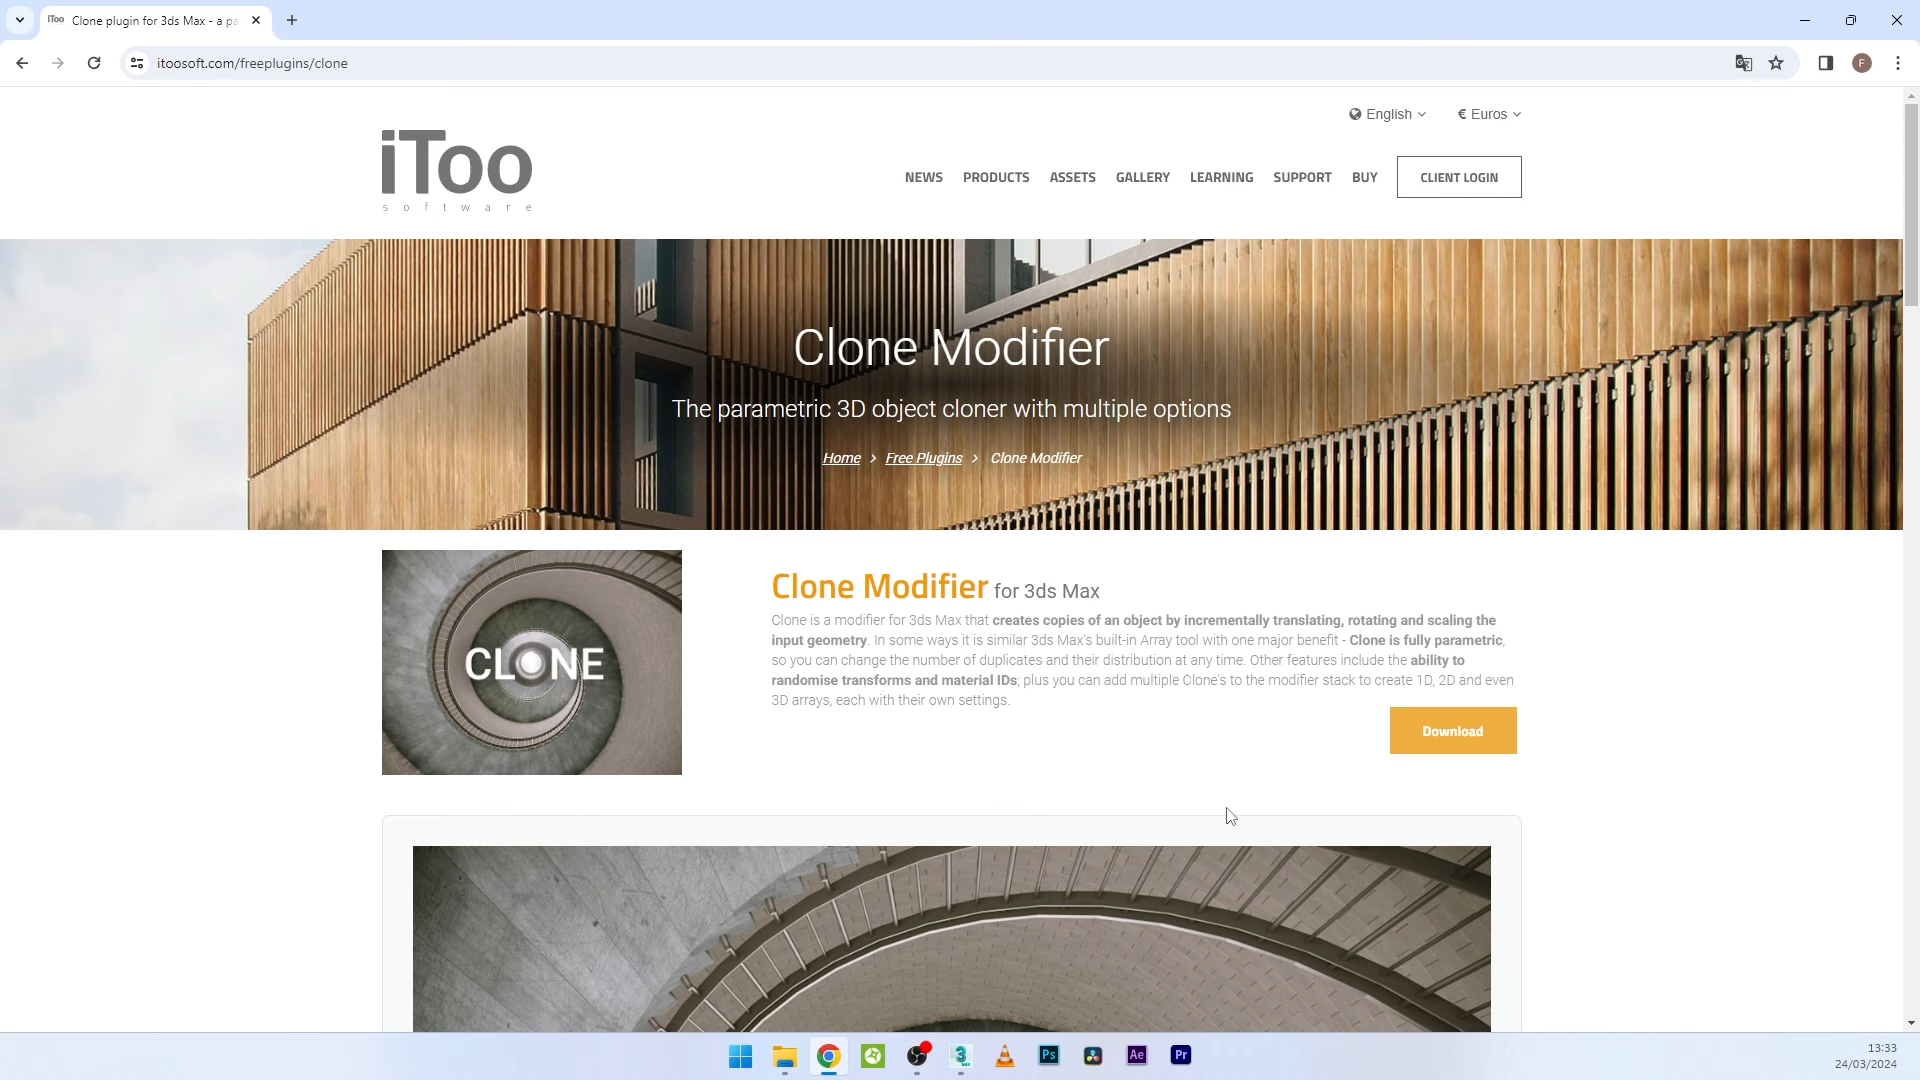 iToo Clone plugin for 3ds Max - a pa
itoosoft.com/freeplugins/clone
F
English
€ Euros
iToo
software
NEWS PRODUCTS ASSETS GALLERY LEARNING SUPPORT BUY CLIENT LOGIN
Clone Modifier
The parametric 3D object cloner with multiple options
Home > Free Plugins > Clone Modifier
CLONE
Clone Modifier for 3ds Max
Clone is a modifier for 3ds Max that creates copies of an object by incrementally translating, rotating and scaling the
input geometry. In some ways it is similar 3ds Max's built-in Array tool with one major benefit - Clone is fully parametric,
so you can change the number of duplicates and their distribution at any time. Other features include the ability to
randomise transforms and material IDs; plus you can add multiple Clone's to the modifier stack to create 1D, 2D and even
3D arrays, each with their own settings.
Download
3 MAX
Ps
Ae
Pr
13:33
24/03/2024